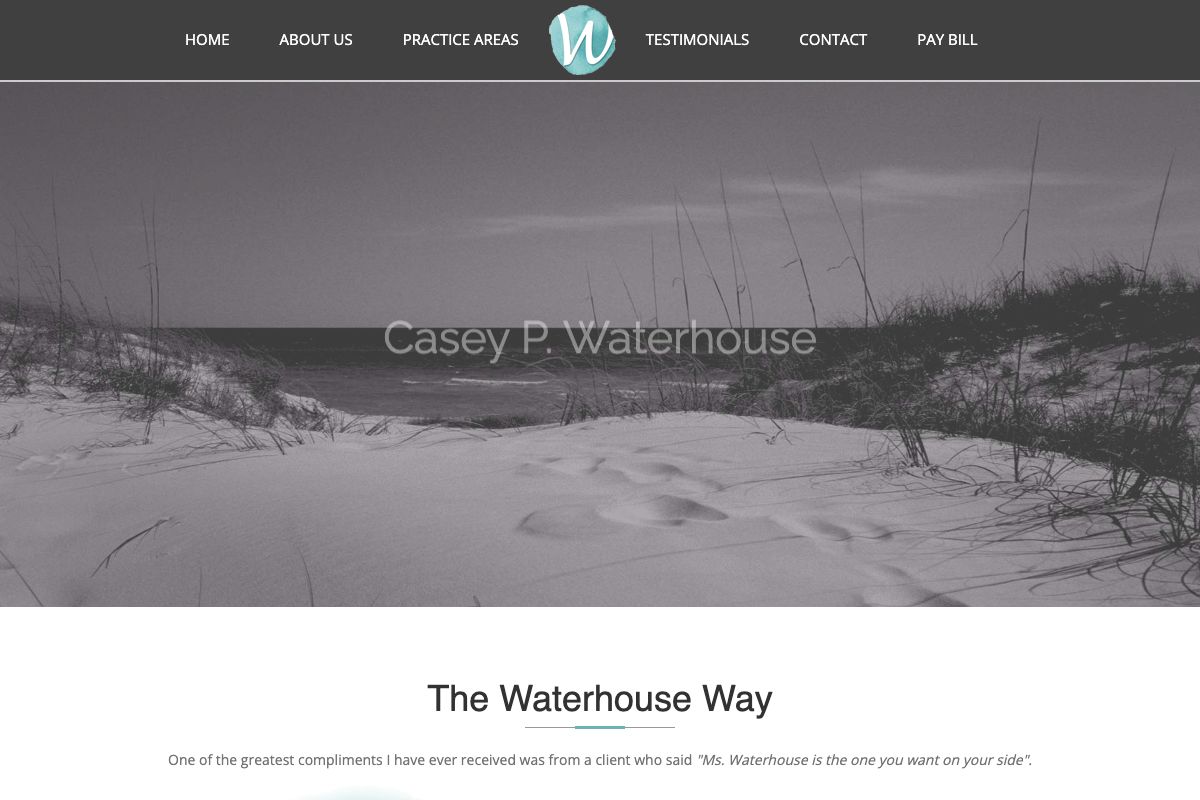 HOME
ABOUT US
PRACTICE AREAS
W
TESTIMONIALS
CONTACT
PAY BILL
Casey P. Waterhouse
The Waterhouse Way
One of the greatest compliments I have ever received was from a client who said "Ms. Waterhouse is the one you want on your side".